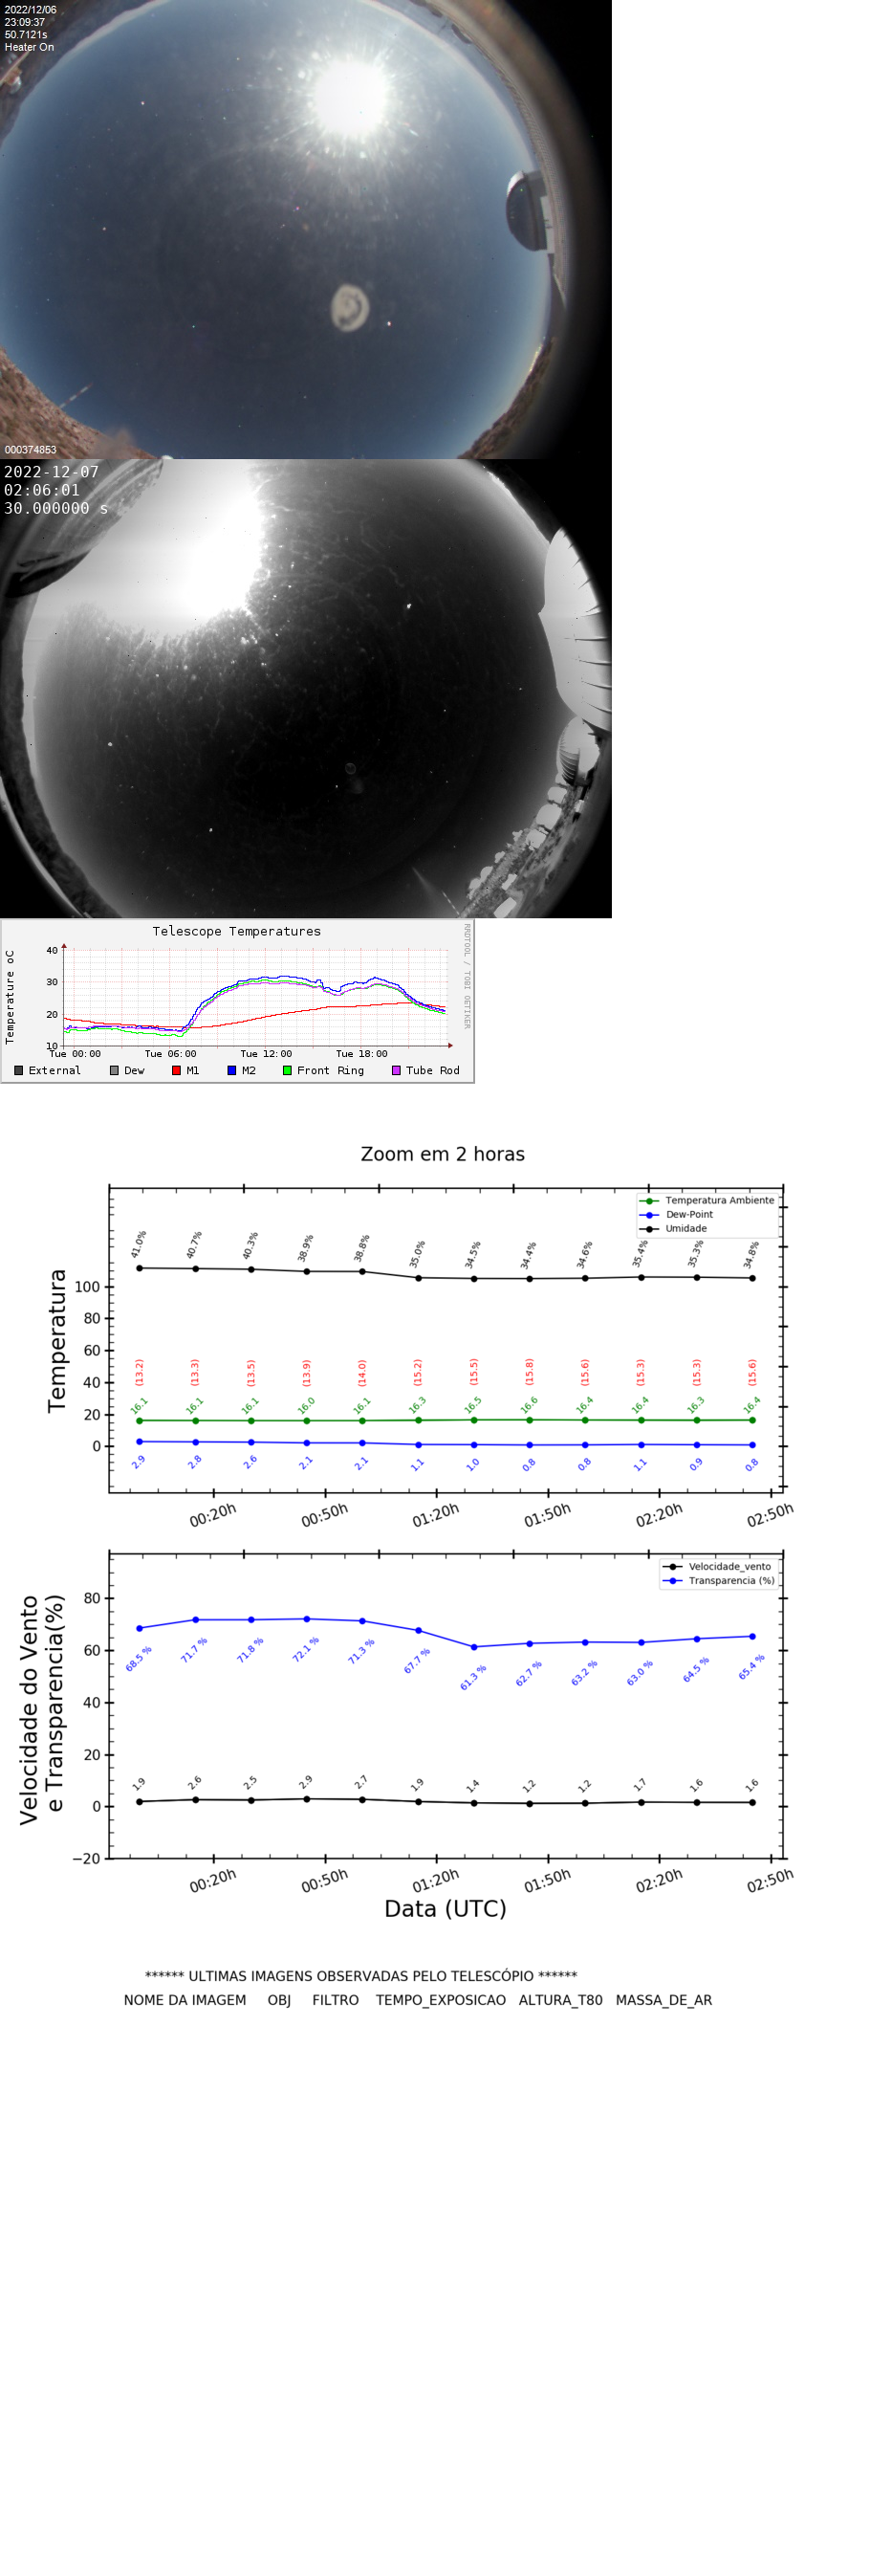 2022/12/06
23:09:37
50.7121s
Heater On
000374853
2022-12-07
02:06:01
30.000000 s
Telescope Temperatures
RRDTOOL / TOBI OETIKER
Temperature oC
40
30
20
10
Tue 00:00 Tue 06:00 Tue 12:00 Tue 18:00
External Dew M1 M2 Front Ring Tube Rod
Zoom em 2 horas
Temperatura Ambiente
Dew-Point
Umidade
41.0% 40.7% 40.3% 38.9% 38.8% 35.0% 34.5% 34.4% 34.6% 35.4% 35.3% 34.8%
Temperatura
100
80
60
40
20
0
(13.2) (13.3) (13.5) (13.9) (14.0) (15.2) (15.5) (15.8) (15.6) (15.3) (15.3) (15.6)
16.1 16.1 16.1 16.0 16.1 16.3 16.5 16.6 16.4 16.4 16.3 16.4
2.9 2.8 2.6 2.1 2.1 1.1 1.0 0.8 0.8 1.1 0.9 0.8
00:20h 00:50h 01:20h 01:50h 02:20h 02:50h
Velocidade_vento
Transparencia (%)
Velocidade do Vento
e Transparencia(%)
80
60
40
20
0
−20
68.5 % 71.7 % 71.8 % 72.1 % 71.3 % 67.7 % 61.3 % 62.7 % 63.2 % 63.0 % 64.5 % 65.4 %
1.9 2.6 2.5 2.9 2.7 1.9 1.4 1.2 1.2 1.7 1.6 1.6
00:20h 00:50h 01:20h 01:50h 02:20h 02:50h
Data (UTC)
****** ULTIMAS IMAGENS OBSERVADAS PELO TELESCÓPIO ******
NOME DA IMAGEM OBJ FILTRO TEMPO_EXPOSICAO ALTURA_T80 MASSA_DE_AR